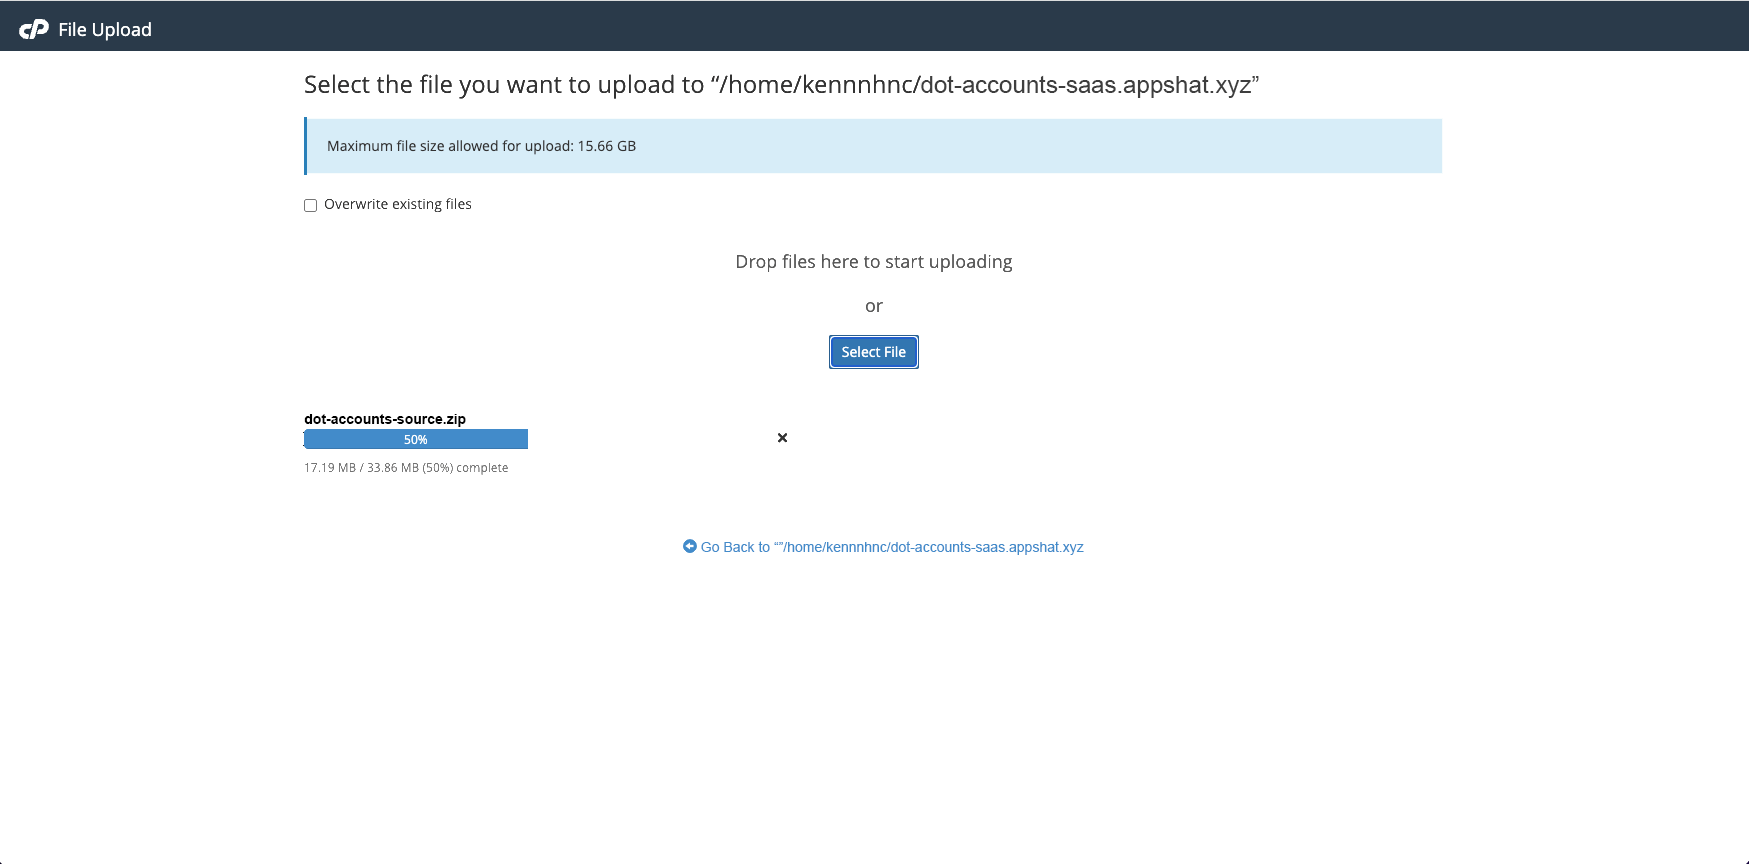 cP File Upload
Select the file you want to upload to “/home/kennnhnc/dot-accounts-saas.appshat.xyz”
Maximum file size allowed for upload: 15.66 GB
Overwrite existing files
Drop files here to start uploading
or
Select File
dot-accounts-source.zip
50%
17.19 MB / 33.86 MB (50%) complete
Go Back to “”/home/kennnhnc/dot-accounts-saas.appshat.xyz